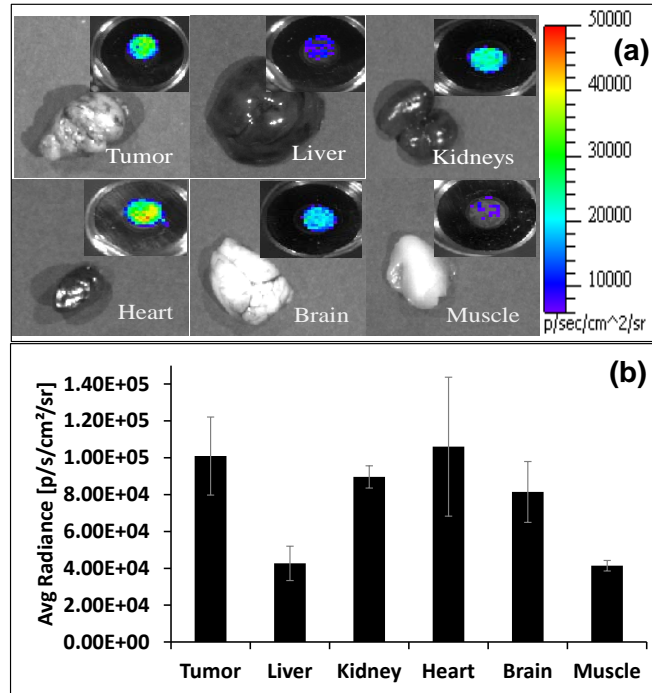 (a)
50000
40000
30000
20000
10000
p/sec/cm^2/sr
Tumor
Liver
Kidneys
Heart
Brain
Muscle
(b)
Avg Radiance [p/s/cm²/sr]
1.40E+05
1.20E+05
1.00E+05
8.00E+04
6.00E+04
4.00E+04
2.00E+04
0.00E+00
Tumor Liver Kidney Heart Brain Muscle